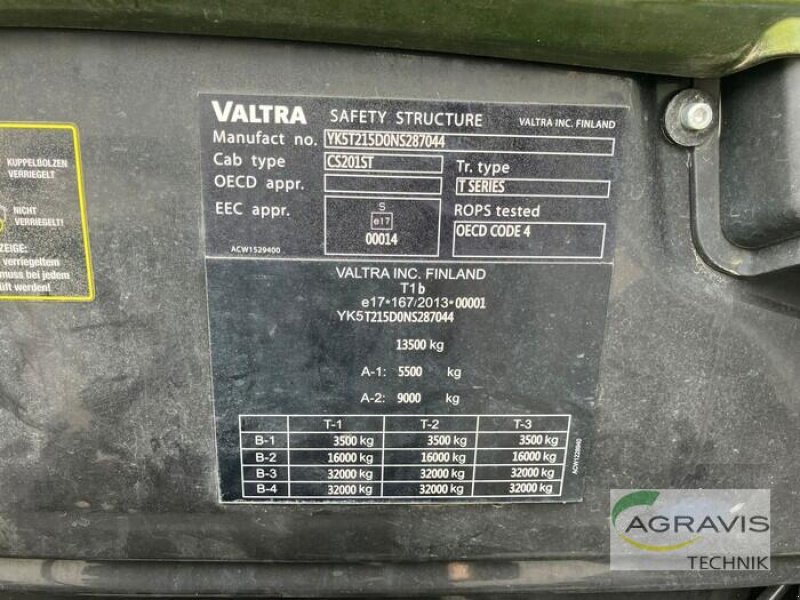 KUPPELBOLZEN
VERRIEGELT
NICHT
VERRIEGELT!
verriegeltem
muss bei jedem
VALTRA SAFETY STRUCTURE VALTRA INC. FINLAND
Manufact no. YK5T215D0NS287044
Cab type CS201ST Tr. type
OECD appr. T SERIES
EEC appr. S ROPS tested
e17 OECD CODE 4
00014
ACW1529400
VALTRA INC. FINLAND
T1b
e17*167/2013*00001
YK5T215D0NS287044
13500 kg
A-1: 5500 kg
A-2: 9000 kg
T-1 T-2 T-3
B-1 3500 kg 3500 kg 3500 kg
B-2 16000 kg 16000 kg 16000 kg
B-3 32000 kg 32000 kg 32000 kg
B-4 32000 kg 32000 kg 32000 kg
AGRAVIS
TECHNIK